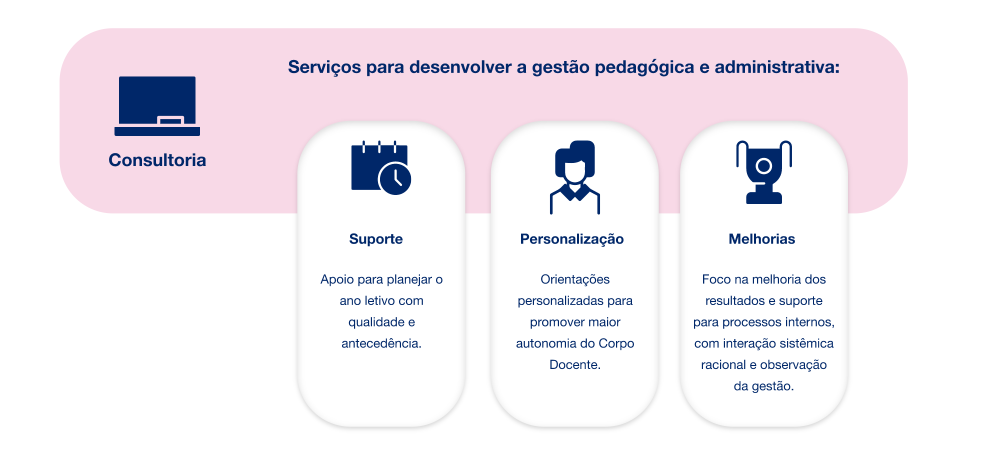 Serviços para desenvolver a gestão pedagógica e administrativa:
Consultoria
Suporte
Apoio para planejar o
ano letivo com
qualidade e
antecedência.
Personalização
Orientações
personalizadas para
promover maior
autonomia do Corpo
Docente.
Melhorias
Foco na melhoria dos
resultados e suporte
para processos internos,
com interação sistêmica
racional e observação
da gestão.